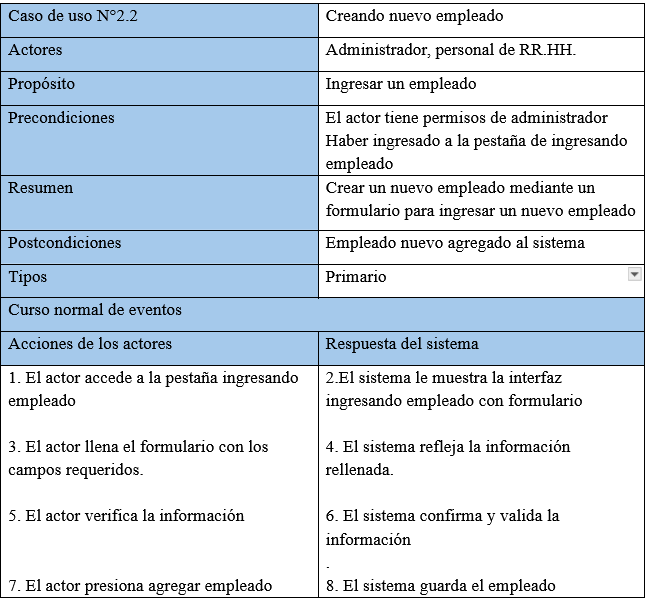 Caso de uso N°2.2
Creando nuevo empleado
Actores
Administrador, personal de RR.HH.
Propósito
Ingresar un empleado
Precondiciones
El actor tiene permisos de administrador
Haber ingresado a la pestaña de ingresando
empleado
Resumen
Crear un nuevo empleado mediante un
formulario para ingresar un nuevo empleado
Postcondiciones
Empleado nuevo agregado al sistema
Tipos
Primario
Curso normal de eventos
Acciones de los actores
Respuesta del sistema
1. El actor accede a la pestaña ingresando
empleado
2.El sistema le muestra la interfaz
ingresando empleado con formulario
3. El actor llena el formulario con los
campos requeridos.
4. El sistema refleja la información
rellenada.
5. El actor verifica la información
6. El sistema confirma y valida la
información
.
7. El actor presiona agregar empleado
8. El sistema guarda el empleado